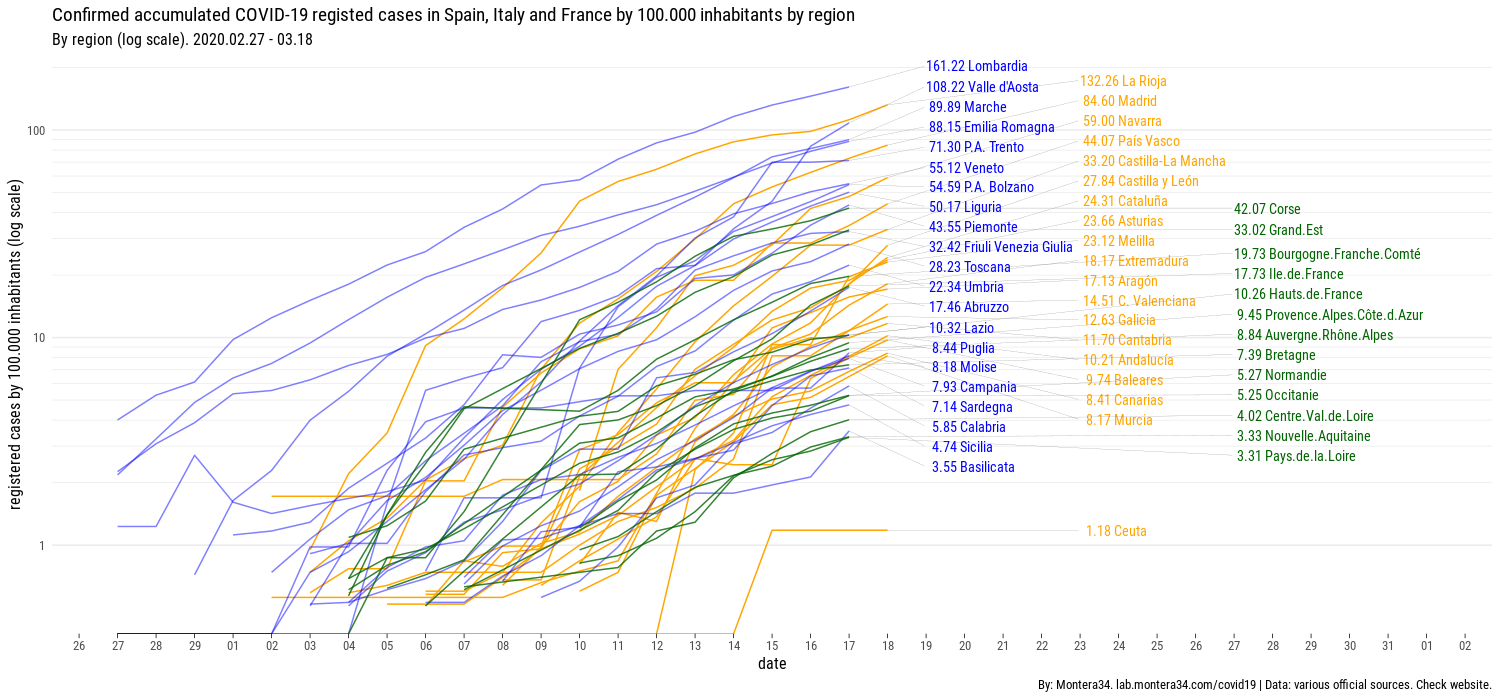 Confirmed accumulated COVID-19 registed cases in Spain, Italy and France by 100.000 inhabitants by region
By region (log scale). 2020.02.27 - 03.18
registered cases by 100.000 inhabitants (log scale)
100
10
1
161.22 Lombardia
108.22 Valle d'Aosta
89.89 Marche
88.15 Emilia Romagna
71.30 P.A. Trento
55.12 Veneto
54.59 P.A. Bolzano
50.17 Liguria
43.55 Piemonte
32.42 Friuli Venezia Giulia
28.23 Toscana
22.34 Umbria
17.46 Abruzzo
10.32 Lazio
8.44 Puglia
8.18 Molise
7.93 Campania
7.14 Sardegna
5.85 Calabria
4.74 Sicilia
3.55 Basilicata
132.26 La Rioja
84.60 Madrid
59.00 Navarra
44.07 País Vasco
33.20 Castilla-La Mancha
27.84 Castilla y León
24.31 Cataluña
23.66 Asturias
23.12 Melilla
18.17 Extremadura
17.13 Aragón
14.51 C. Valenciana
12.63 Galicia
11.70 Cantabria
10.21 Andalucía
9.74 Baleares
8.41 Canarias
8.17 Murcia
1.18 Ceuta
42.07 Corse
33.02 Grand.Est
19.73 Bourgogne.Franche.Comté
17.73 Ile.de.France
10.26 Hauts.de.France
9.45 Provence.Alpes.Côte.d.Azur
8.84 Auvergne.Rhône.Alpes
7.39 Bretagne
5.27 Normandie
5.25 Occitanie
4.02 Centre.Val.de.Loire
3.33 Nouvelle.Aquitaine
3.31 Pays.de.la.Loire
26 27 28 29 01 02 03 04 05 06 07 08 09 10 11 12 13 14 15 16 17 18 19 20 21 22 23 24 25 26 27 28 29 30 31 01 02
date
By: Montera34. lab.montera34.com/covid19 | Data: various official sources. Check website.